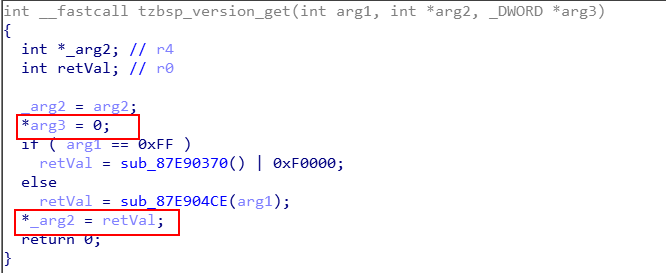 int __fastcall tzbsp_version_get(int arg1, int *arg2, _DWORD *arg3)
{
int *_arg2; // r4
int retVal; // r0
_arg2 = arg2;
*arg3 = 0;
if ( arg1 == 0xFF )
retVal = sub_87E90370() | 0xF0000;
else
retVal = sub_87E904CE(arg1);
*_arg2 = retVal;
return 0;
}